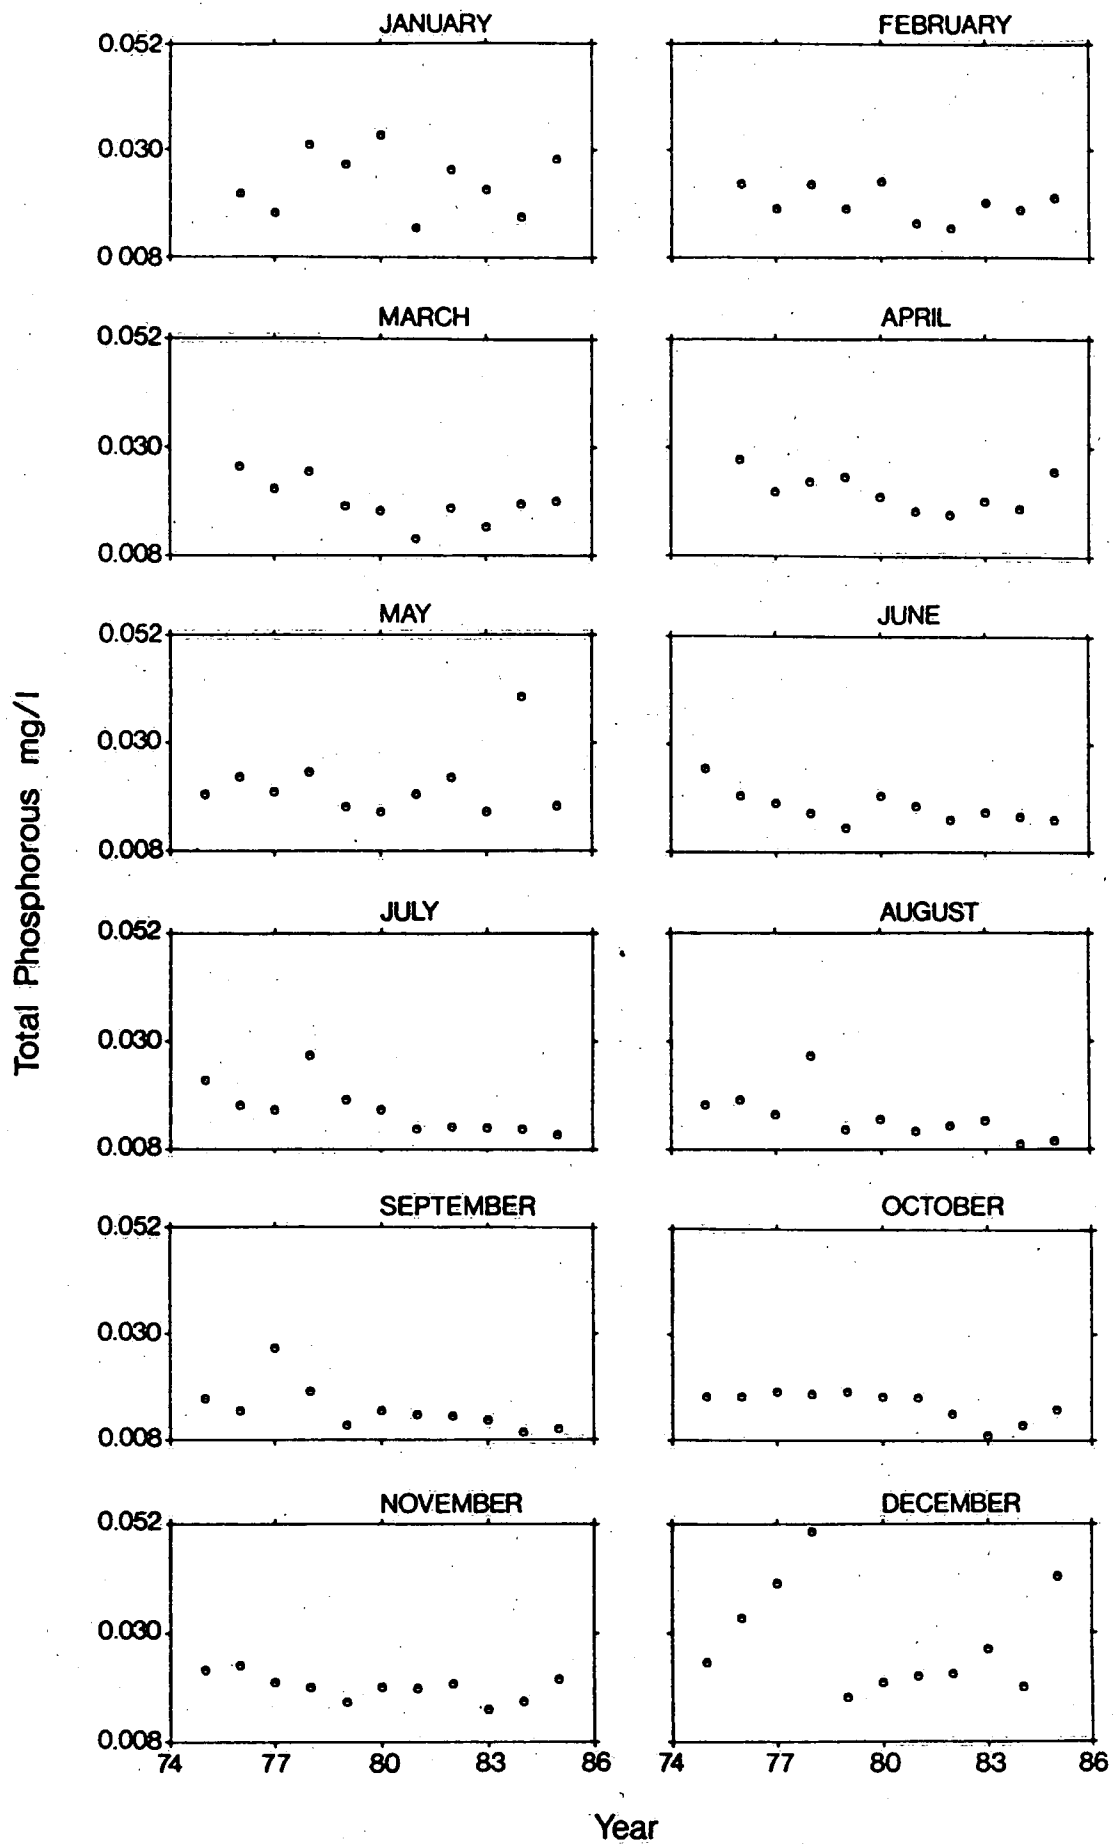 JANUARY FEBRUARY
0.052
0.030
0 008
MARCH APRIL
0.052
0.030
0.008
MAY JUNE
0.052
0.030
0.008
Total Phosphorous mg/l
JULY AUGUST
0.052
0.030
0.008
SEPTEMBER OCTOBER
0.052
0.030
0.008
NOVEMBER DECEMBER
0.052
0.030
0.008
74 77 80 83 86 74 77 80 83 86
Year